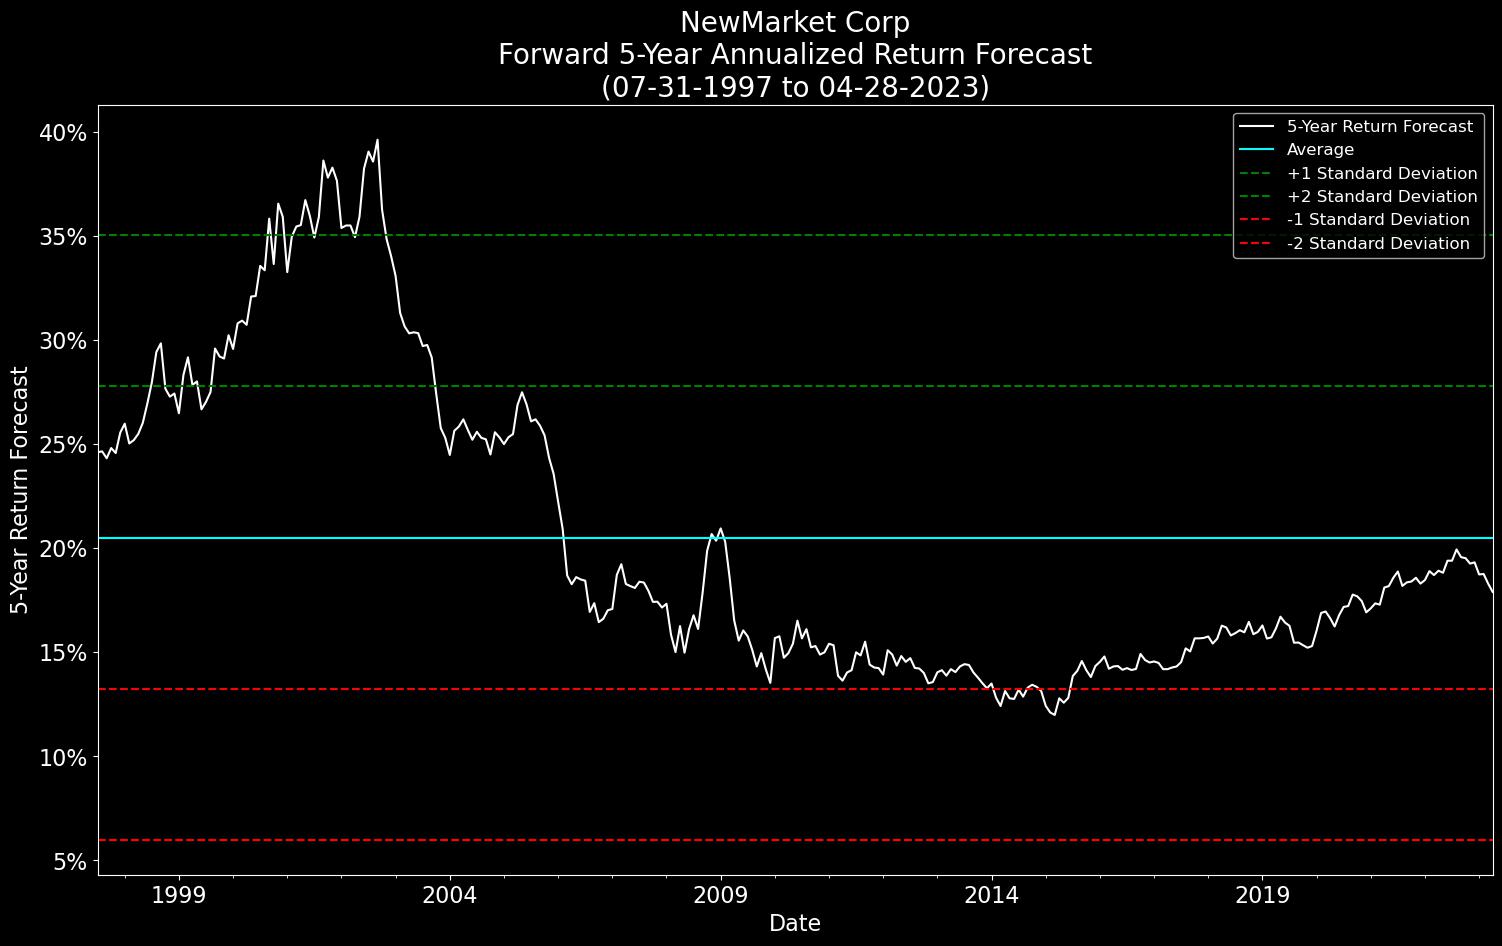 NewMarket Corp
Forward 5-Year Annualized Return Forecast
(07-31-1997 to 04-28-2023)
5-Year Return Forecast
Average
+1 Standard Deviation
+2 Standard Deviation
-1 Standard Deviation
-2 Standard Deviation
40%
35%
30%
25%
20%
15%
10%
5%
5-Year Return Forecast
1999
2004
2009
2014
2019
Date